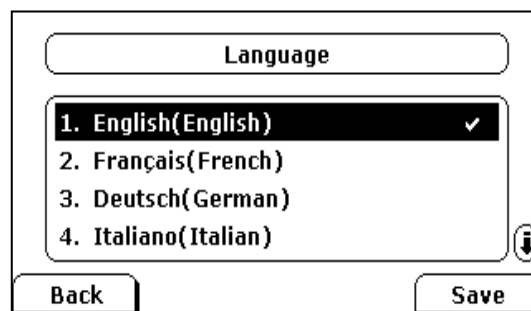 Language
1. English(English) ✓
2. Français(French)
3. Deutsch(German)
4. Italiano(Italian)
Back
Save